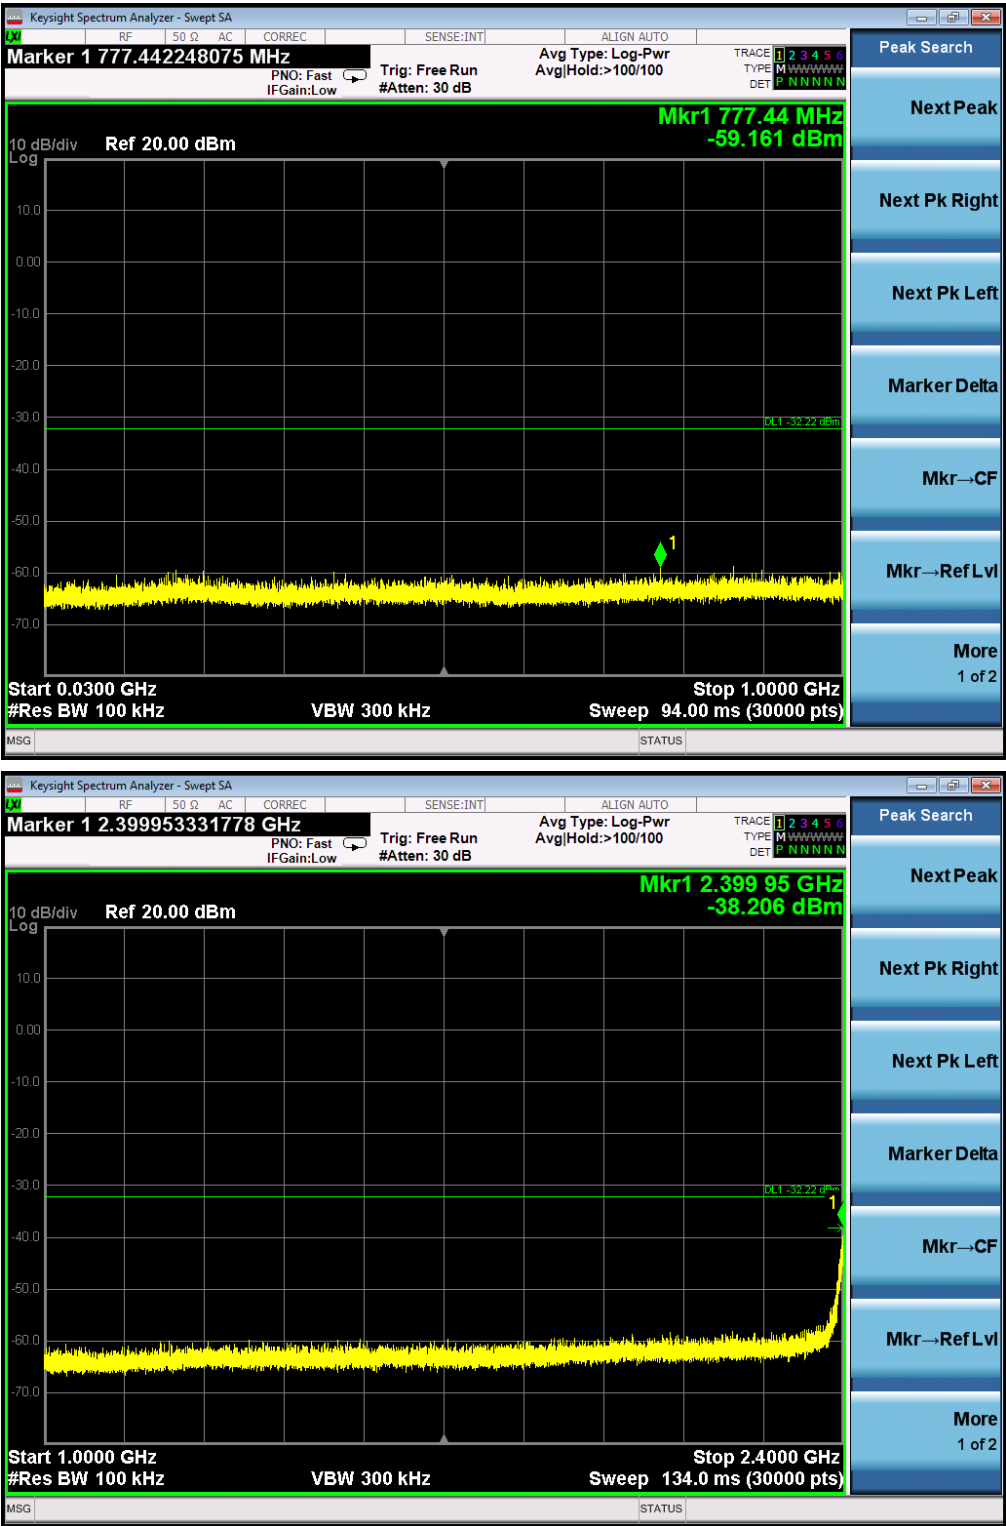 Keysight Spectrum Analyzer - Swept SA
LXI RF 50 Ω AC CORREC SENSE:INT ALIGN AUTO
Marker 1 777.442248075 MHz
PNO: Fast
IFGain:Low
Trig: Free Run
#Atten: 30 dB
Avg Type: Log-Pwr
Avg|Hold:>100/100
TRACE 1 2 3 4 5 6
TYPE M WWWWW
DET P N N N N N
Mkr1 777.44 MHz
-59.161 dBm
10 dB/div Ref 20.00 dBm
Log
10.0
0.00
-10.0
-20.0
-30.0
DL1 -32.22 dBm
-40.0
-50.0
1
-60.0
-70.0
Start 0.0300 GHz Stop 1.0000 GHz
#Res BW 100 kHz VBW 300 kHz Sweep 94.00 ms (30000 pts)
MSG STATUS
Peak Search
Next Peak
Next Pk Right
Next Pk Left
Marker Delta
Mkr→CF
Mkr→Ref Lvl
More
1 of 2
Keysight Spectrum Analyzer - Swept SA
LXI RF 50 Ω AC CORREC SENSE:INT ALIGN AUTO
Marker 1 2.399953331778 GHz
PNO: Fast
IFGain:Low
Trig: Free Run
#Atten: 30 dB
Avg Type: Log-Pwr
Avg|Hold:>100/100
TRACE 1 2 3 4 5 6
TYPE M WWWWW
DET P N N N N N
Mkr1 2.399 95 GHz
-38.206 dBm
10 dB/div Ref 20.00 dBm
Log
10.0
0.00
-10.0
-20.0
-30.0
DL1 -32.22 dBm
1
-40.0
-50.0
-60.0
-70.0
Start 1.0000 GHz Stop 2.4000 GHz
#Res BW 100 kHz VBW 300 kHz Sweep 134.0 ms (30000 pts)
MSG STATUS
Peak Search
Next Peak
Next Pk Right
Next Pk Left
Marker Delta
Mkr→CF
Mkr→Ref Lvl
More
1 of 2